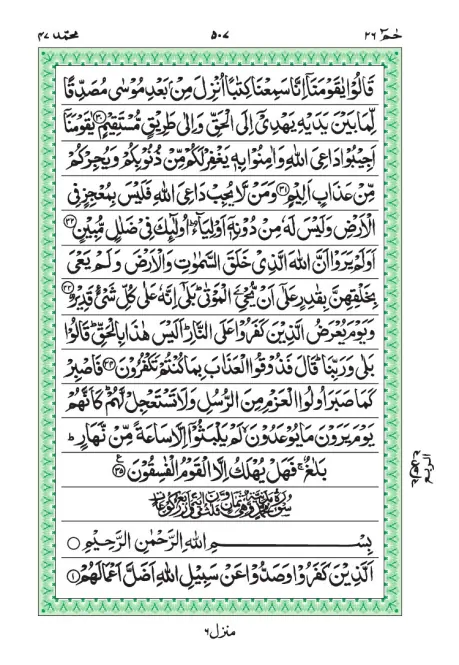 حٰمٓ ٢٦ ٥٠٧ محمد ٤٧
قَالُوْا يٰقَوْمَنَاۤ اِنَّا سَمِعْنَا كِتٰبًا اُنْزِلَ مِنْۢ بَعْدِ مُوْسٰى مُصَدِّقًا
لِّمَا بَيْنَ يَدَيْهِ يَهْدِيْۤ اِلَى الْحَقِّ وَاِلٰى طَرِيْقٍ مُّسْتَقِيْمٍ ﴿٣٠﴾ يٰقَوْمَنَاۤ
اَجِيْبُوْا دَاعِيَ اللّٰهِ وَاٰمِنُوْا بِهٖ يَغْفِرْ لَكُمْ مِّنْ ذُنُوْبِكُمْ وَيُجِرْكُمْ
مِّنْ عَذَابٍ اَلِيْمٍ ﴿٣١﴾ وَمَنْ لَّا يُجِبْ دَاعِيَ اللّٰهِ فَلَيْسَ بِمُعْجِزٍ فِي
الْاَرْضِ وَلَيْسَ لَهٗ مِنْ دُوْنِهٖۤ اَوْلِيَآءُ ؕ اُولٰٓئِكَ فِيْ ضَلٰلٍ مُّبِيْنٍ ﴿٣٢﴾
اَوَلَمْ يَرَوْا اَنَّ اللّٰهَ الَّذِيْ خَلَقَ السَّمٰوٰتِ وَالْاَرْضَ وَلَمْ يَعْيَ
بِخَلْقِهِنَّ بِقٰدِرٍ عَلٰۤى اَنْ يُّحْيَِۧ الْمَوْتٰى ؕ بَلٰۤى اِنَّهٗ عَلٰى كُلِّ شَيْءٍ قَدِيْرٌ ﴿٣٣﴾
وَيَوْمَ يُعْرَضُ الَّذِيْنَ كَفَرُوْا عَلَى النَّارِ ؕ اَلَيْسَ هٰذَا بِالْحَقِّ ؕ قَالُوْا
بَلٰى وَرَبِّنَا ؕ قَالَ فَذُوْقُوا الْعَذَابَ بِمَا كُنْتُمْ تَكْفُرُوْنَ ﴿٣٤﴾ فَاصْبِرْ
كَمَا صَبَرَ اُولُوا الْعَزْمِ مِنَ الرُّسُلِ وَلَا تَسْتَعْجِلْ لَّهُمْ ؕ كَاَنَّهُمْ
يَوْمَ يَرَوْنَ مَا يُوْعَدُوْنَ ۙ لَمْ يَلْبَثُوْۤا اِلَّا سَاعَةً مِّنْ نَّهَارٍ ؕ
بَلٰغٌ ۚ فَهَلْ يُهْلَكُ اِلَّا الْقَوْمُ الْفٰسِقُوْنَ ﴿٣٥﴾ ع
بِسْمِ اللّٰهِ الرَّحْمٰنِ الرَّحِيْمِ ○
اَلَّذِيْنَ كَفَرُوْا وَصَدُّوْا عَنْ سَبِيْلِ اللّٰهِ اَضَلَّ اَعْمَالَهُمْ ﴿١﴾
منزل ٦